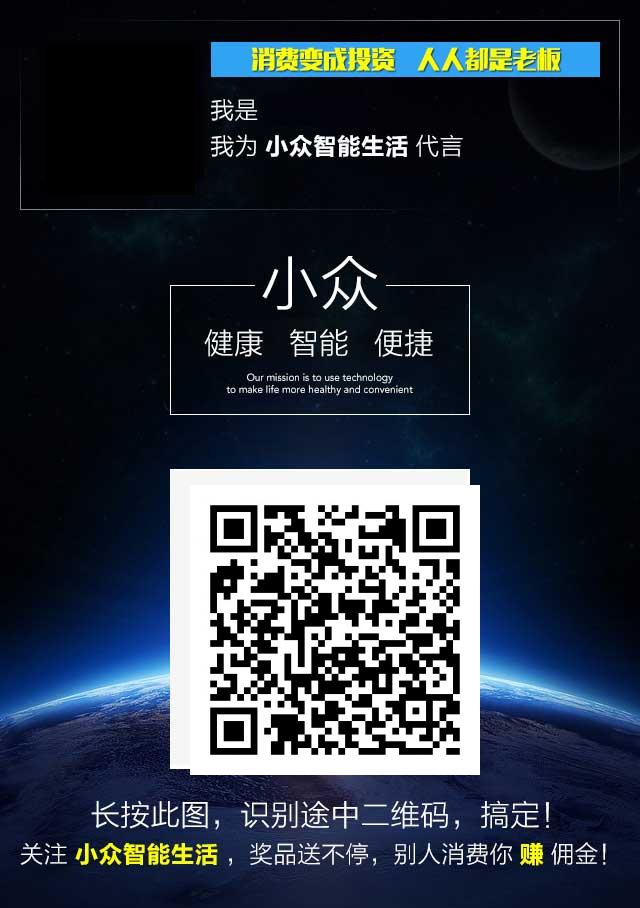 消费变成投资 人人都是老板
我是
我为 小众智能生活 代言
小众
健康 智能 便捷
Our mission is to use technology
to make life more healthy and convenient
长按此图，识别途中二维码，搞定！
关注 小众智能生活 ，奖品送不停，别人消费你 赚 佣金！